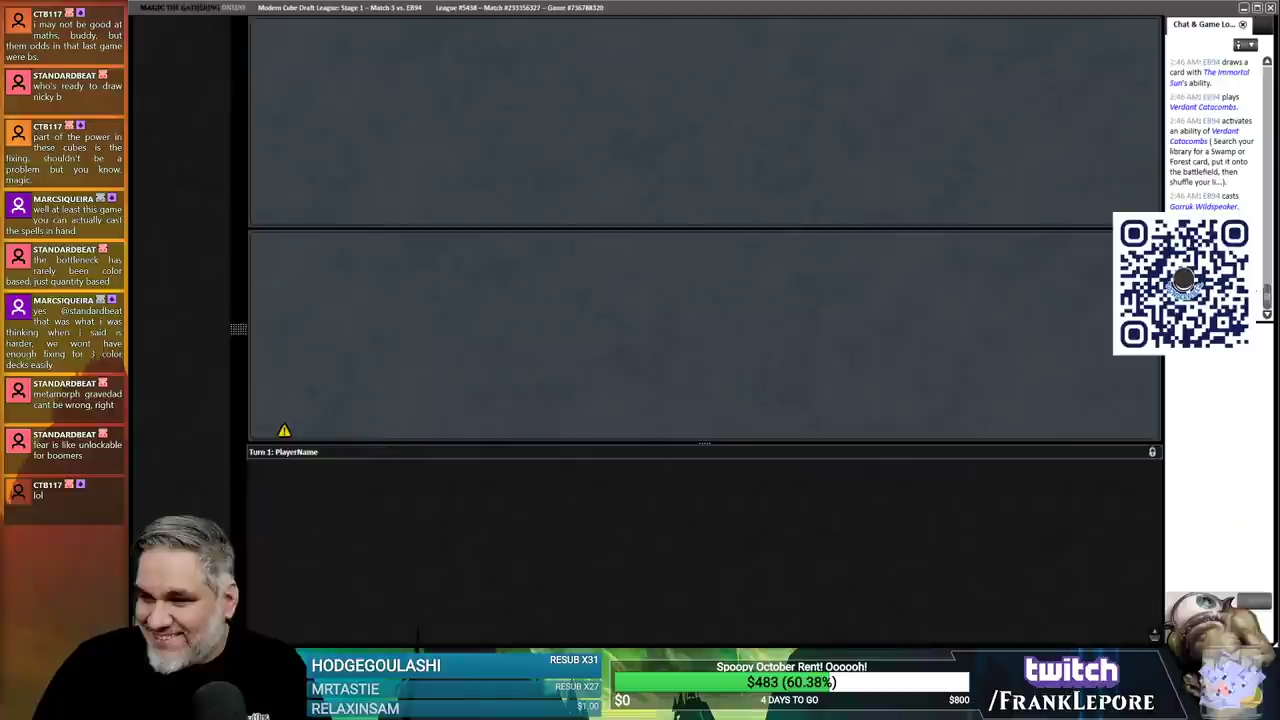 MAGIC THE GATHERING ONLINE
Modern Cube Draft League: Stage 1 – Match 3 vs. EB94
League #5438 – Match #233356327 – Game #736788320
CTB117
i may not be good at
maths, buddy, but
them odds in that last
game were bs.
STANDARDBEAT
who's ready to draw
nicky b
CTB117
part of the power in
these cubes is the
fixing. shouldn't be a
problem but you know.
magic.
MARCSIQUEIRA
well at least this game
you can actually cast
the spells in hand
STANDARDBEAT
the bottleneck has
rarely been color
based, just quantity based
MARCSIQUEIRA
yes @standardbeat
that was what i was
thinking when i said is
harder, we wont have
enough fixing for 3 color
decks easily
STANDARDBEAT
metamorph gravedad
cant be wrong, right
STANDARDBEAT
fear is like unlockable
for boomers
CTB117
lol
Turn 1: PlayerName
Chat & Game Lo...
2:46 AM: EB94 draws a
card with The Immortal
Sun's ability.
2:46 AM: EB94 plays
Verdant Catacombs.
2:46 AM: EB94 activates
an ability of Verdant
Catacombs ( Search your
library for a Swamp or
Forest card, put it onto
the battlefield, then
shuffle your li...).
2:46 AM: EB94 casts
Garruk Wildspeaker.
HODGEGOULASHI RESUB X31
MRTASTIE RESUB X27
RELAXINSAM $1.00
Spoopy October Rent! Oooooh!
$483 (60.38%)
$0 4 DAYS TO GO $800
twitch
/FRANKLEPORE